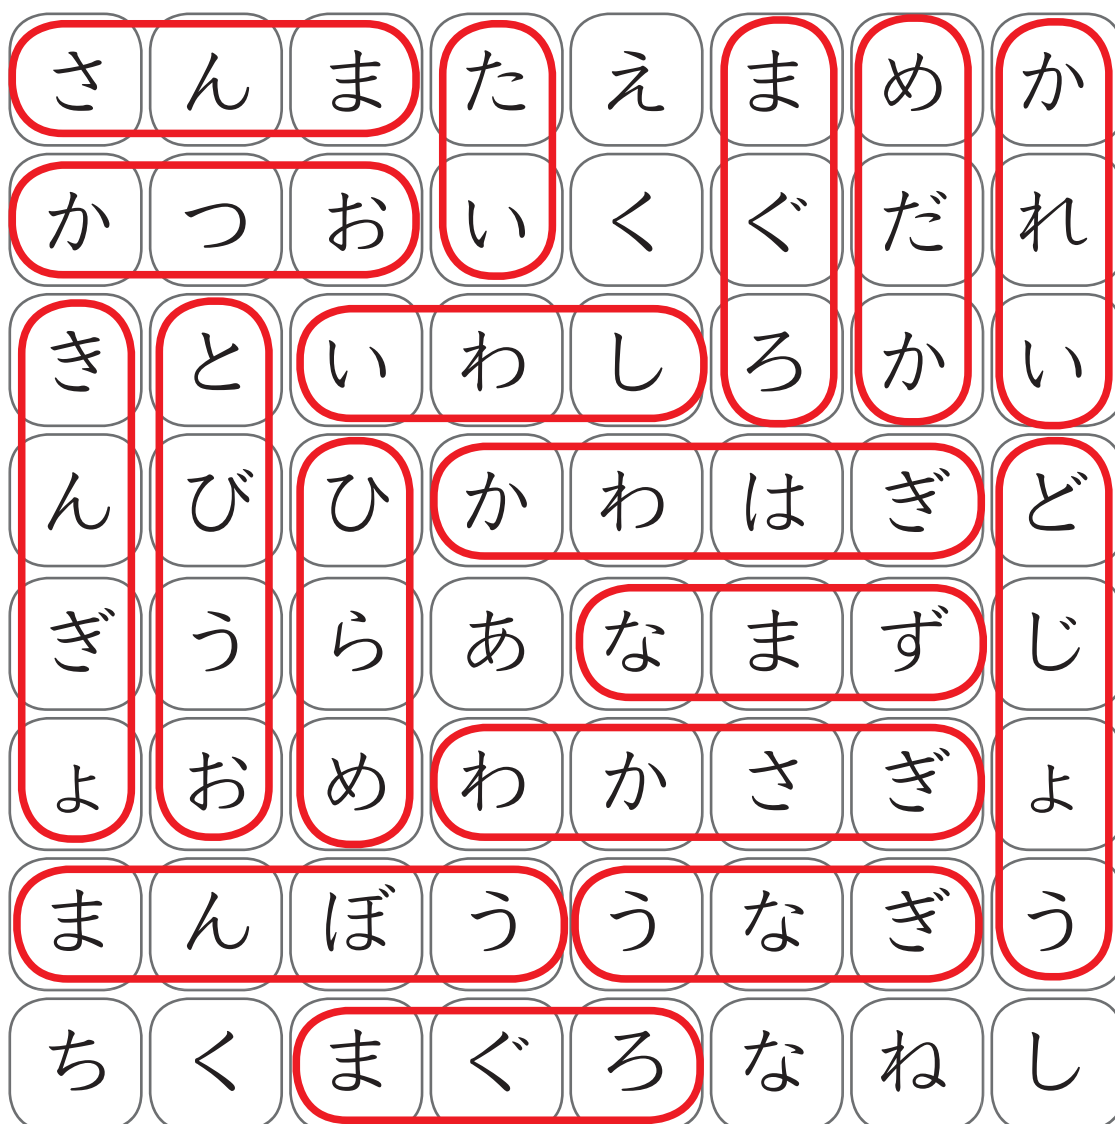 さんまたえまめか
かつおいくぐだれ
きといわしろかい
んびひかわはぎど
ぎうらあなまずじ
ょおめわかさぎょ
まんぼううなぎう
ちくまぐろなねし